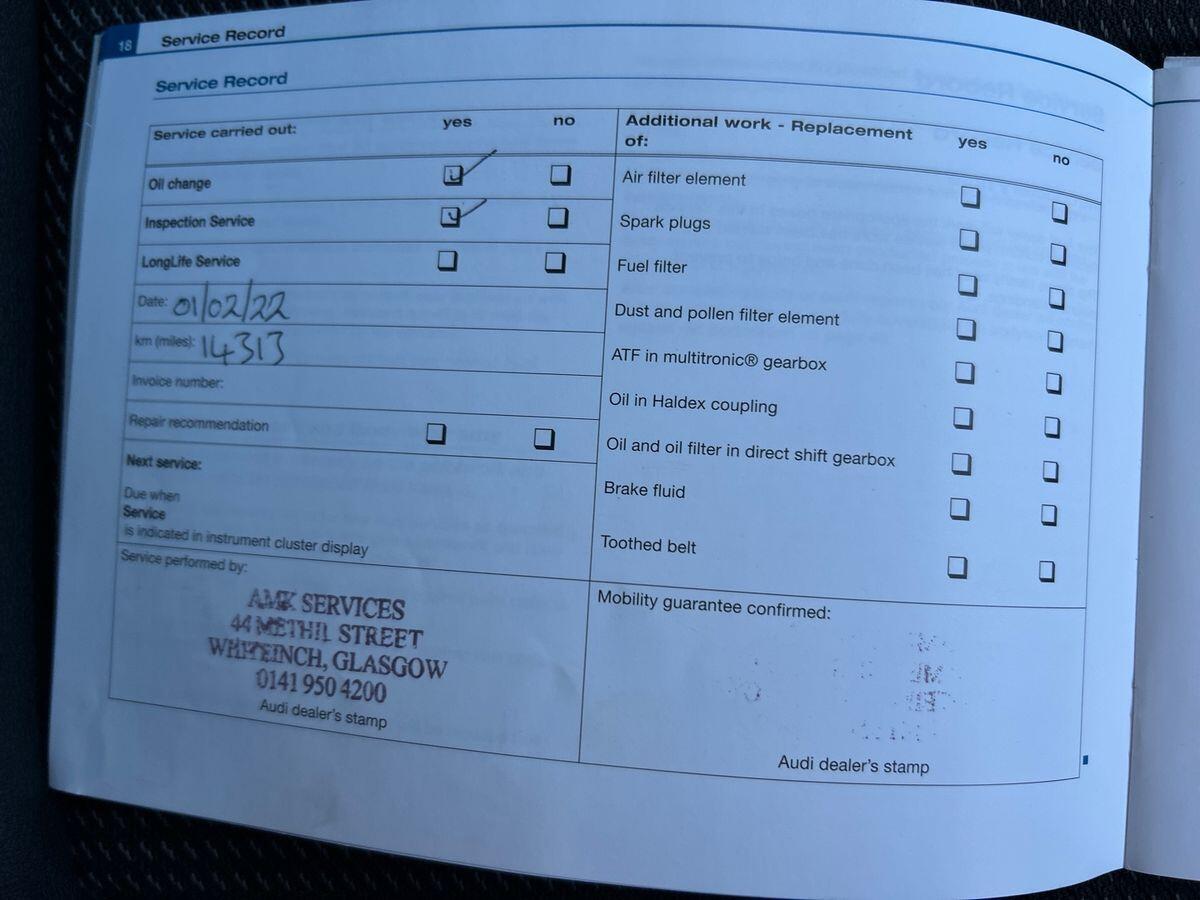 18 Service Record
Service Record
Service carried out: yes no
Oil change
Inspection Service
LongLife Service
Date: 01/02/22
km (miles): 14313
Invoice number:
Repair recommendation
Next service:
Due when
Service
is indicated in instrument cluster display
Service performed by:
AMK SERVICES
44 METHIL STREET
WHITEINCH, GLASGOW
0141 950 4200
Audi dealer's stamp
Additional work - Replacement
of: yes no
Air filter element
Spark plugs
Fuel filter
Dust and pollen filter element
ATF in multitronic® gearbox
Oil in Haldex coupling
Oil and oil filter in direct shift gearbox
Brake fluid
Toothed belt
Mobility guarantee confirmed:
Audi dealer's stamp